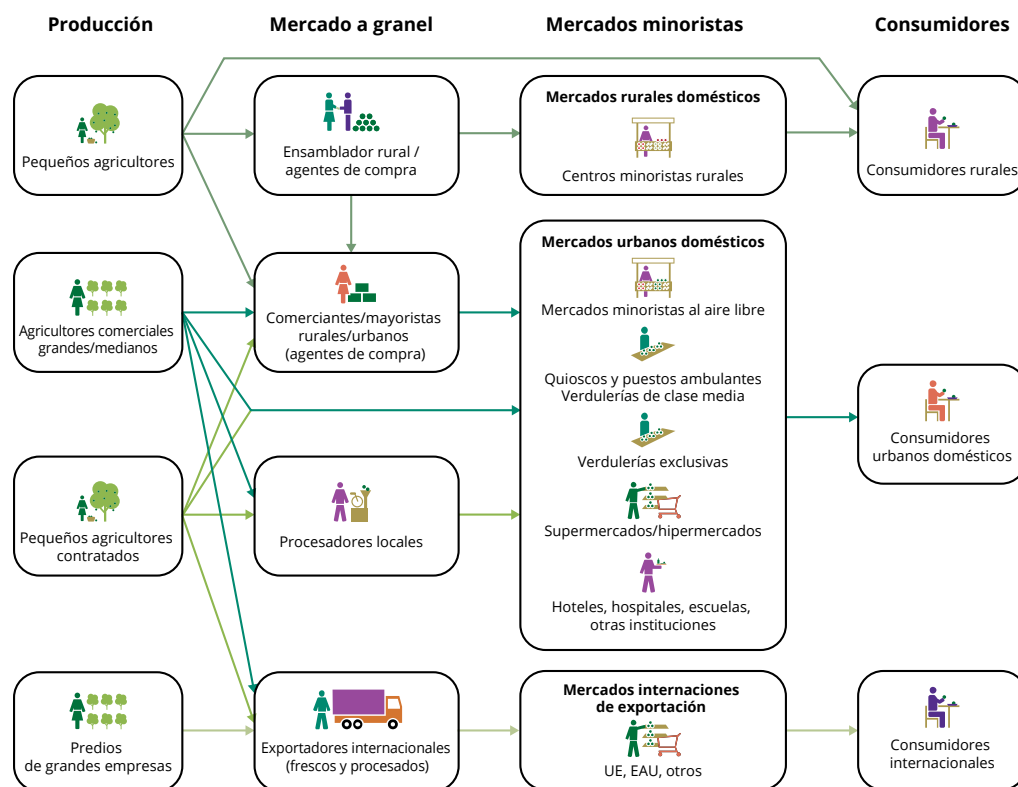 Producción
Mercado a granel
Mercados minoristas
Consumidores
Pequeños agricultores
Ensamblador rural /
agentes de compra
Mercados rurales domésticos
Centros minoristas rurales
Consumidores rurales
Agricultores comerciales
grandes/medianos
Comerciantes/mayoristas
rurales/urbanos
(agentes de compra)
Mercados urbanos domésticos
Mercados minoristas al aire libre
Quioscos y puestos ambulantes
Verdulerías de clase media
Verdulerías exclusivas
Supermercados/hipermercados
Hoteles, hospitales, escuelas,
otras instituciones
Consumidores
urbanos domésticos
Pequeños agricultores
contratados
Procesadores locales
Predios
de grandes empresas
Exportadores internacionales
(frescos y procesados)
Mercados internaciones
de exportación
UE, EAU, otros
Consumidores
internacionales